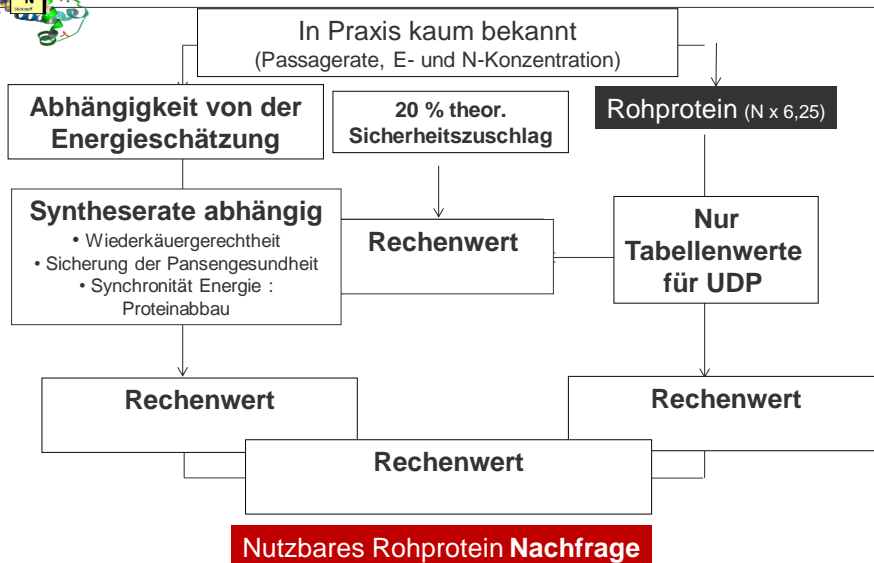 N
Stickstoff
In Praxis kaum bekannt
(Passagerate, E- und N-Konzentration)
Abhängigkeit von der
Energieschätzung
20 % theor.
Sicherheitszuschlag
Rohprotein (N x 6,25)
Syntheserate abhängig
• Wiederkäuergerechtheit
• Sicherung der Pansengesundheit
• Synchronität Energie :
Proteinabbau
Rechenwert
Nur
Tabellenwerte
für UDP
Rechenwert
Rechenwert
Rechenwert
Nutzbares Rohprotein Nachfrage